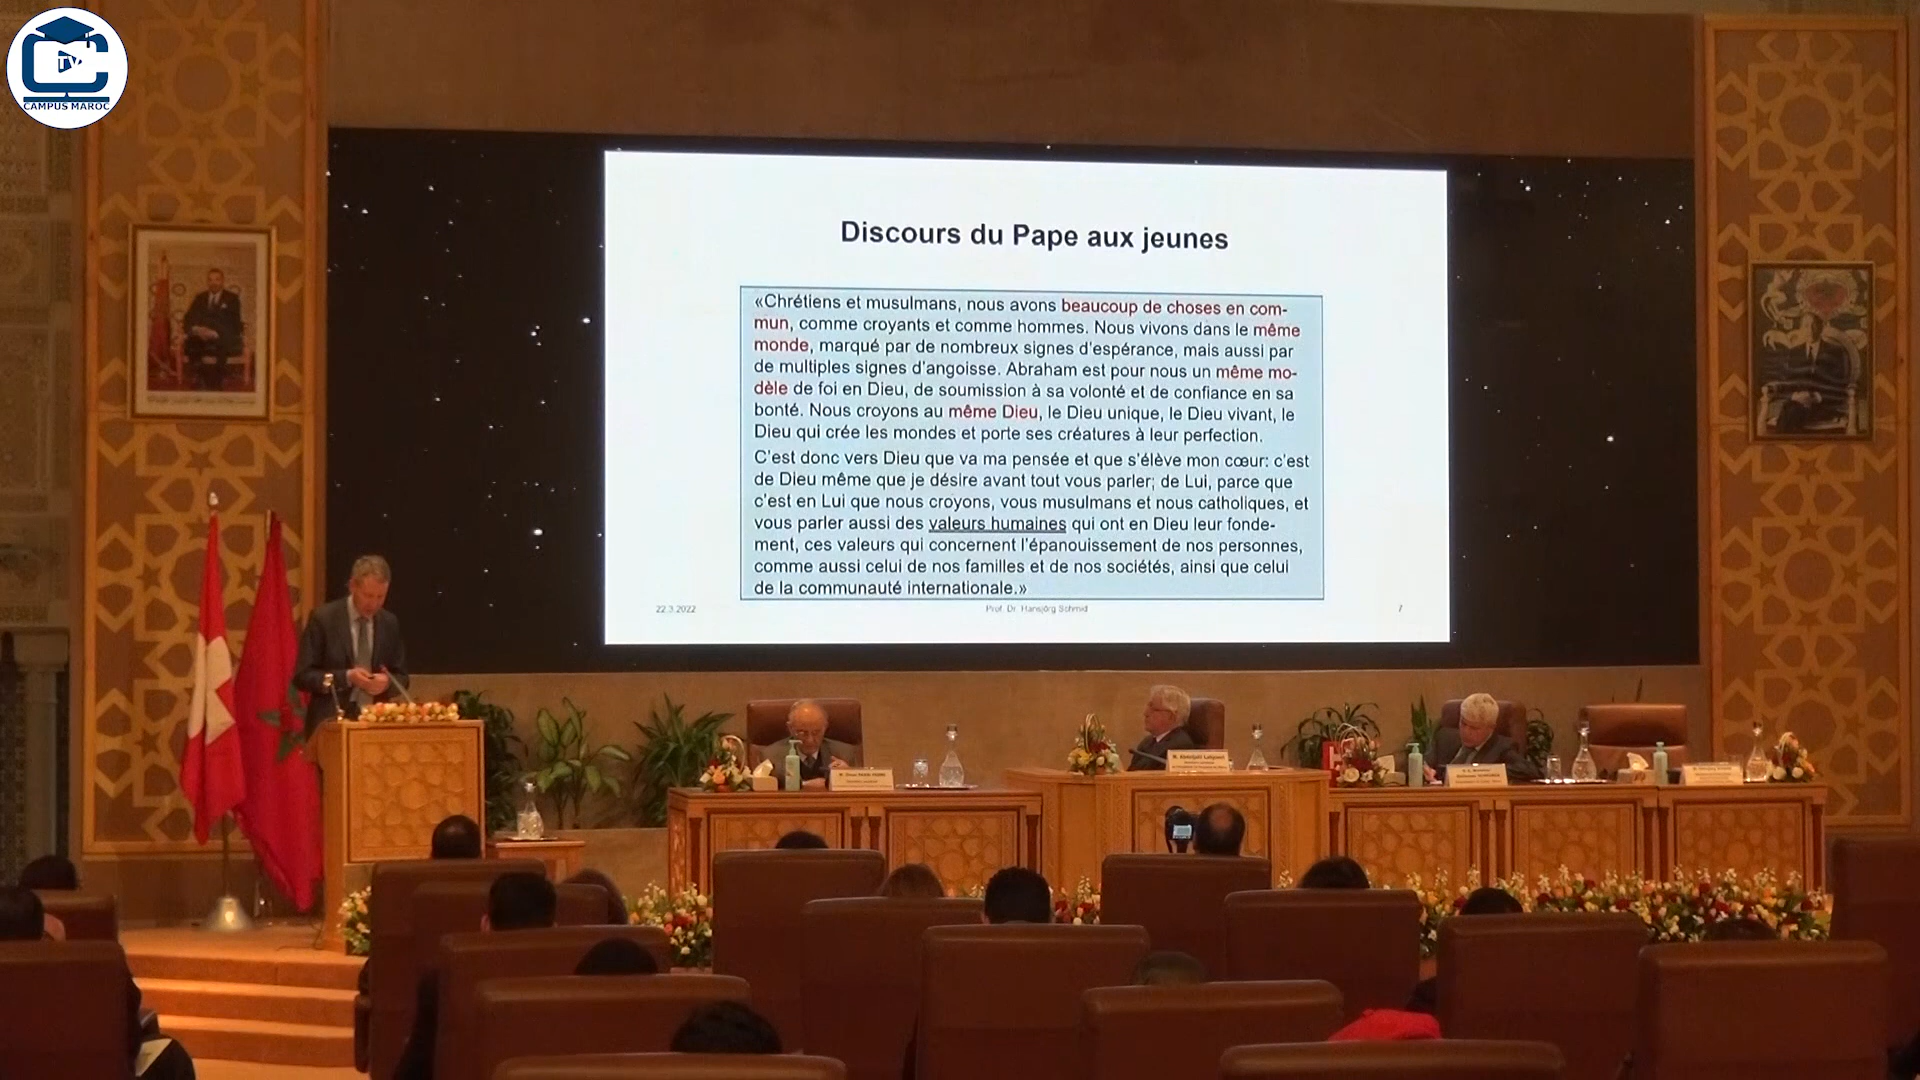 TV
CAMPUS MAROC
Discours du Pape aux jeunes
«Chrétiens et musulmans, nous avons beaucoup de choses en com-
mun, comme croyants et comme hommes. Nous vivons dans le même
monde, marqué par de nombreux signes d'espérance, mais aussi par
de multiples signes d'angoisse. Abraham est pour nous un même mo-
dèle de foi en Dieu, de soumission à sa volonté et de confiance en sa
bonté. Nous croyons au même Dieu, le Dieu unique, le Dieu vivant, le
Dieu qui crée les mondes et porte ses créatures à leur perfection.
C'est donc vers Dieu que va ma pensée et que s'élève mon cœur: c'est
de Dieu même que je désire avant tout vous parler; de Lui, parce que
c'est en Lui que nous croyons, vous musulmans et nous catholiques, et
vous parler aussi des valeurs humaines qui ont en Dieu leur fonde-
ment, ces valeurs qui concernent l'épanouissement de nos personnes,
comme aussi celui de nos familles et de nos sociétés, ainsi que celui
de la communauté internationale.»
22.3.2022 Prof. Dr. Hansjörg Schmid 7